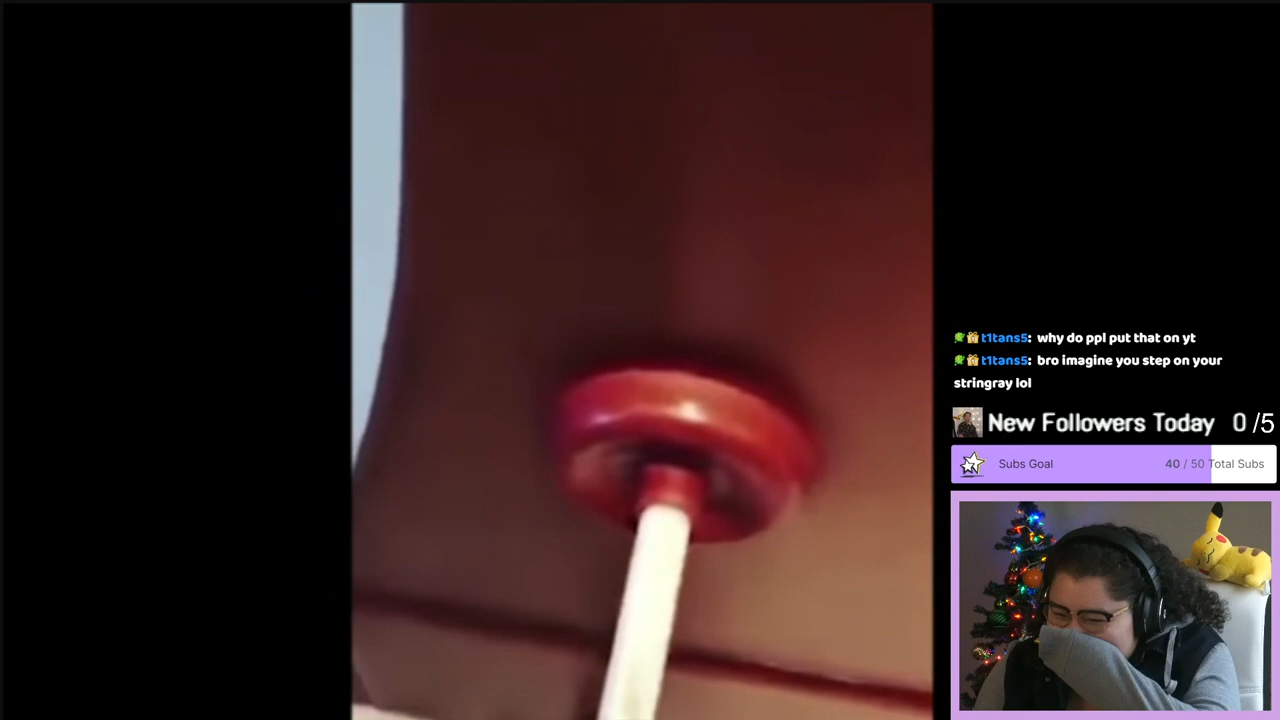 t1tans5: why do ppl put that on yt
t1tans5: bro imagine you step on your
stringray lol
New Followers Today 0 /5
Subs Goal 40 / 50 Total Subs